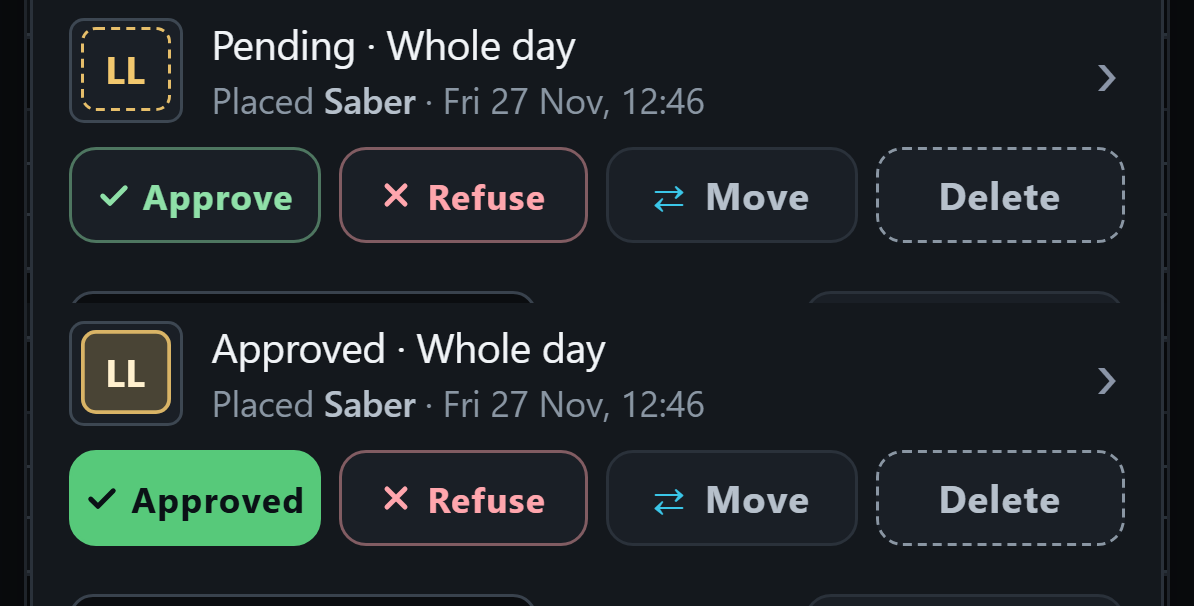 LL
Pending · Whole day
Placed Saber · Fri 27 Nov, 12:46
Approve Refuse Move Delete
LL
Approved · Whole day
Placed Saber · Fri 27 Nov, 12:46
Approved Refuse Move Delete